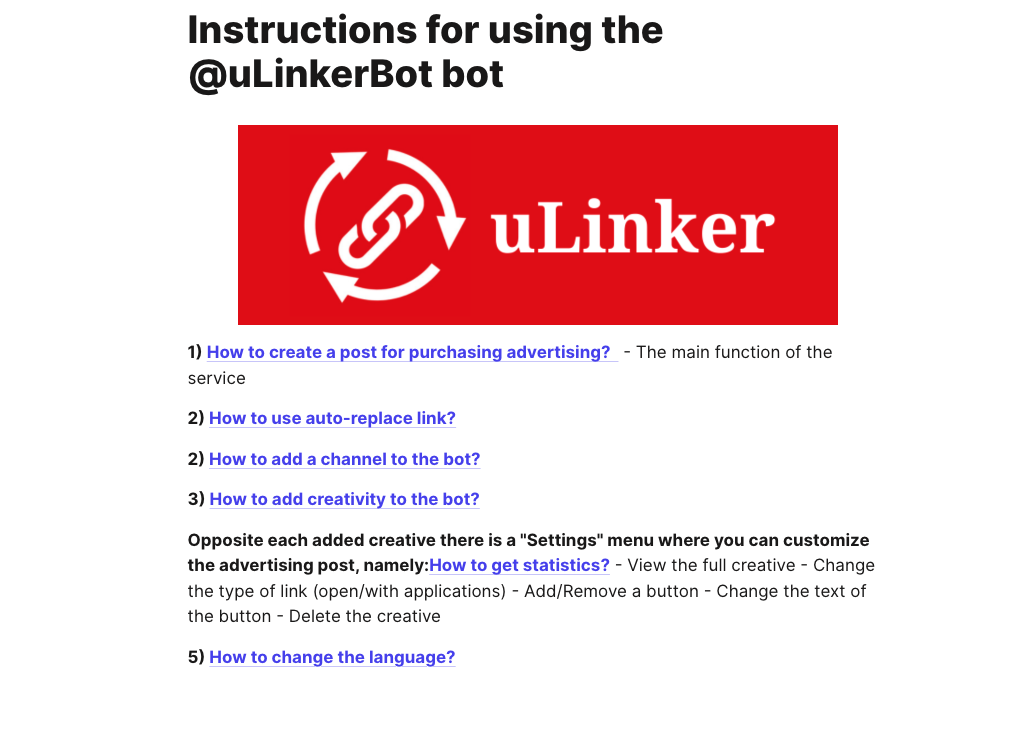 Instructions for using the
@uLinkerBot bot
uLinker
1) How to create a post for purchasing advertising?  - The main function of the
service
2) How to use auto-replace link?
2) How to add a channel to the bot?
3) How to add creativity to the bot?
Opposite each added creative there is a "Settings" menu where you can customize
the advertising post, namely:How to get statistics? - View the full creative - Change
the type of link (open/with applications) - Add/Remove a button - Change the text of
the button - Delete the creative
5) How to change the language?